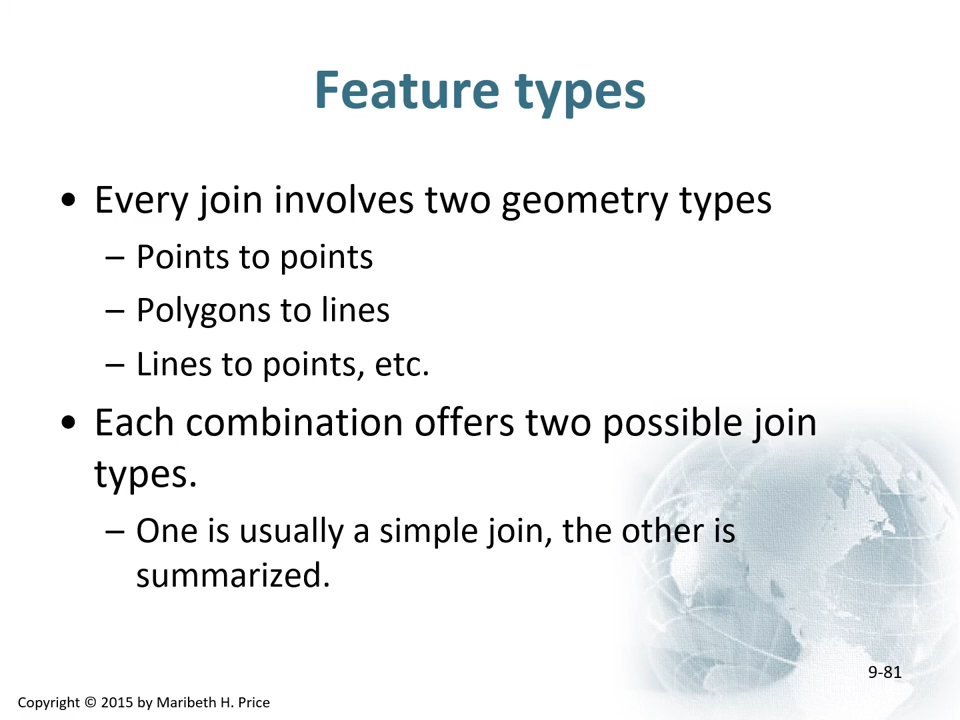 Feature types
• Every join involves two geometry types
– Points to points
– Polygons to lines
– Lines to points, etc.
• Each combination offers two possible join
types.
– One is usually a simple join, the other is
summarized.
9-81
Copyright © 2015 by Maribeth H. Price